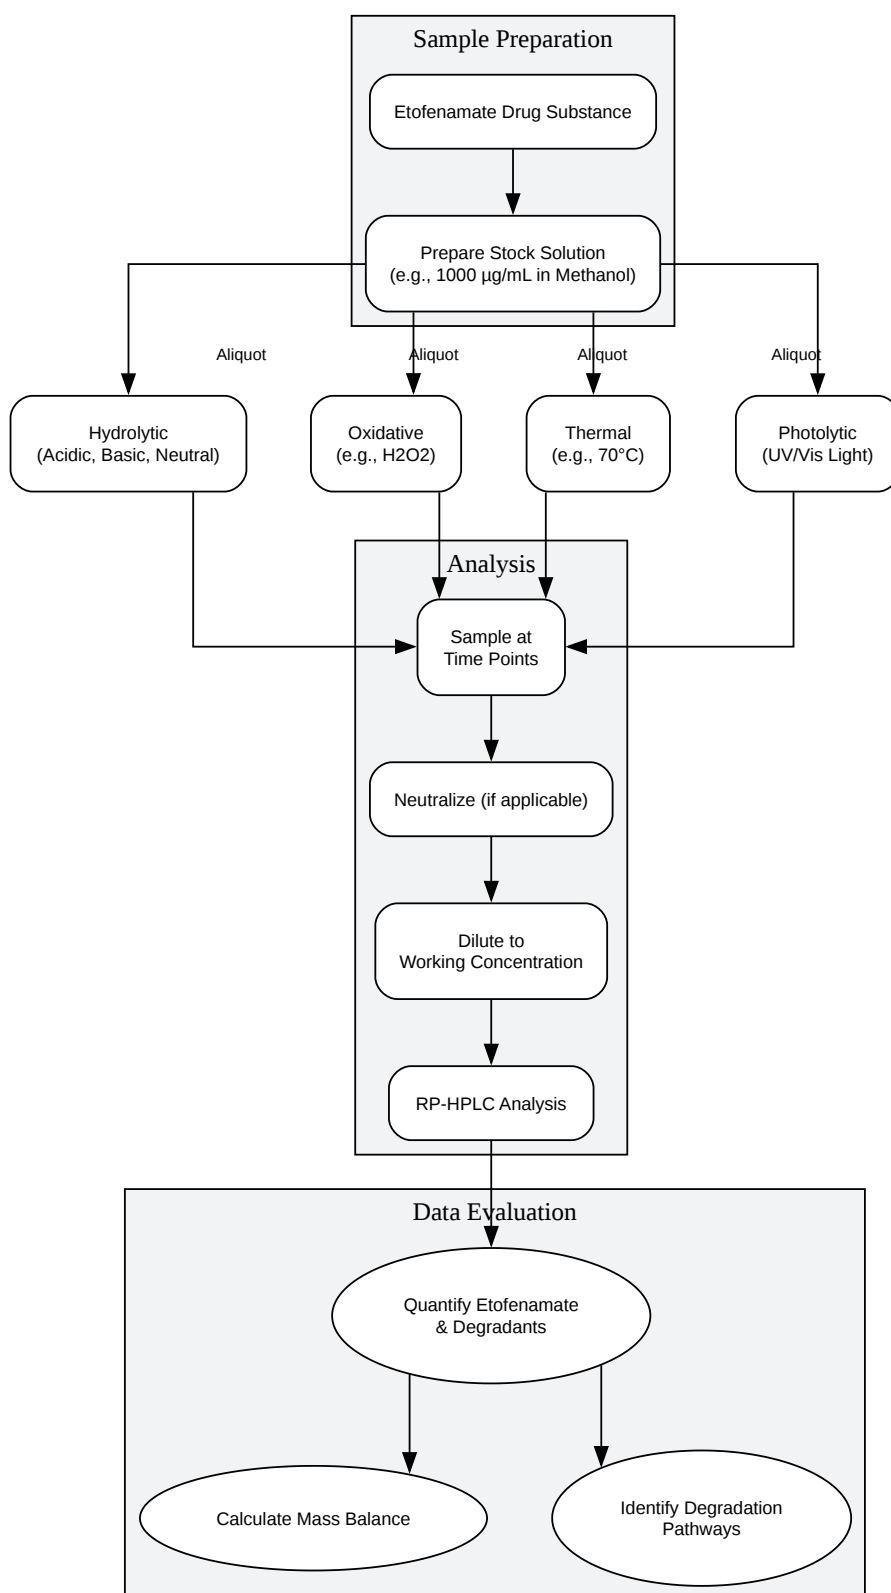 Sample Preparation
Etofenamate Drug Substance
Prepare Stock Solution
(e.g., 1000 µg/mL in Methanol)
Aliquot
Aliquot
Aliquot
Aliquot
Hydrolytic
(Acidic, Basic, Neutral)
Oxidative
(e.g., H2O2)
Thermal
(e.g., 70°C)
Photolytic
(UV/Vis Light)
Analysis
Sample at
Time Points
Neutralize (if applicable)
Dilute to
Working Concentration
RP-HPLC Analysis
Data Evaluation
Quantify Etofenamate
& Degradants
Calculate Mass Balance
Identify Degradation
Pathways